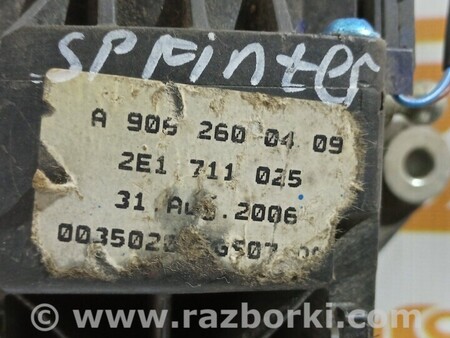 SPrinter
A 906 260 04 09
2E1 711 025
31.AUG.2006
www.razborki.com